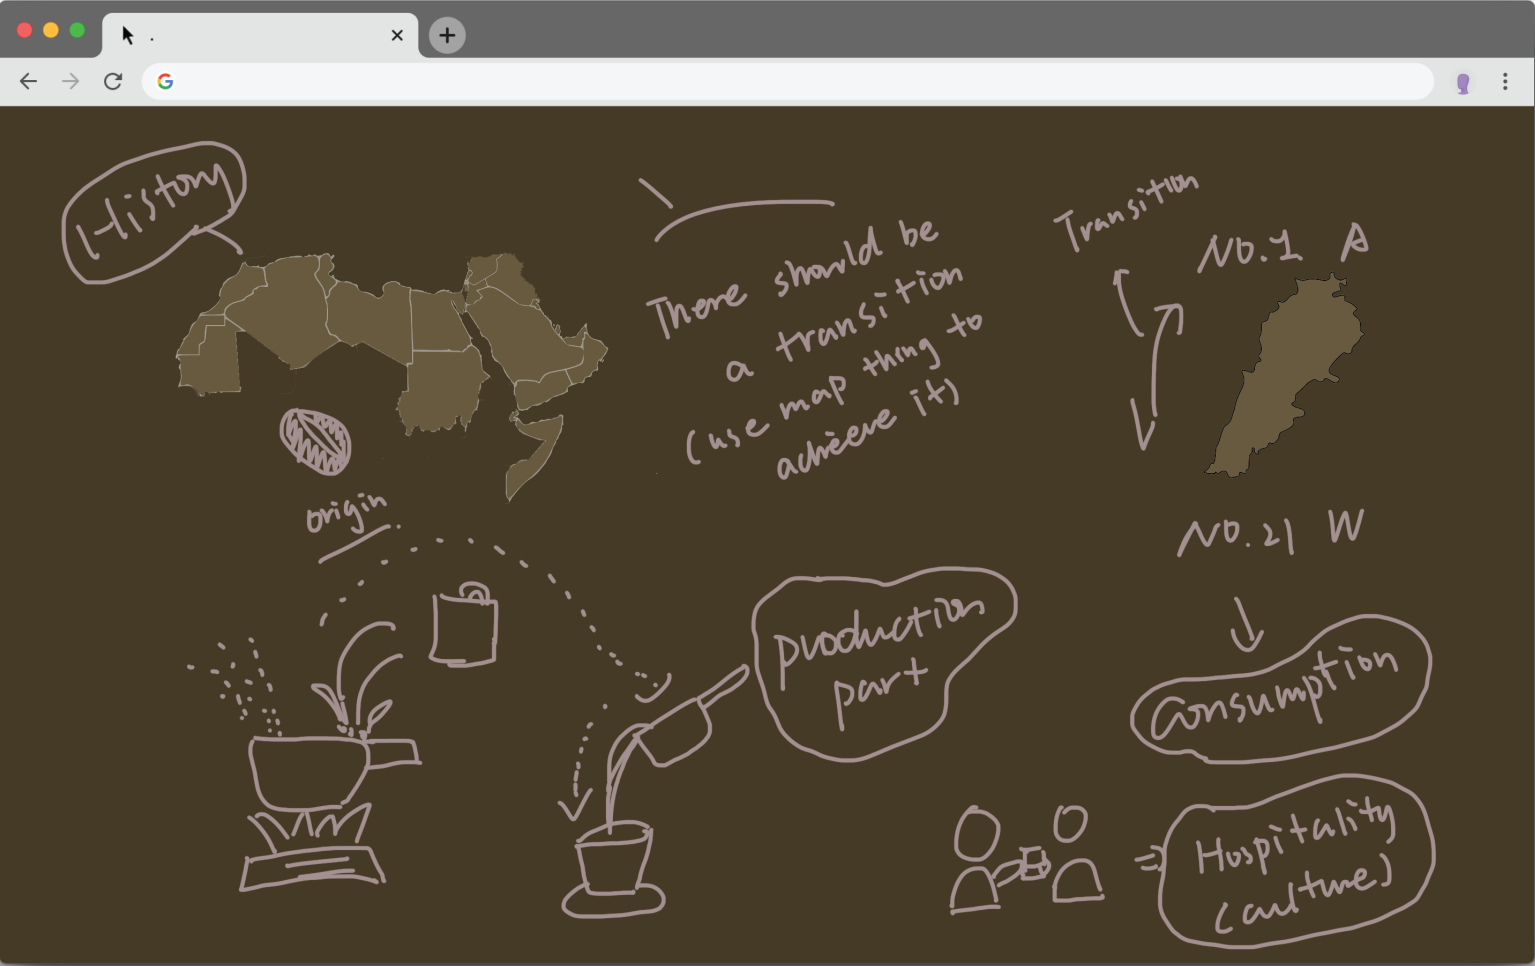 History
There should be
a transition
(use map thing to
achieve it)
Transition
No.1 A
No.21 W
origin
production
part
Consumption
Hospitality
(culture)